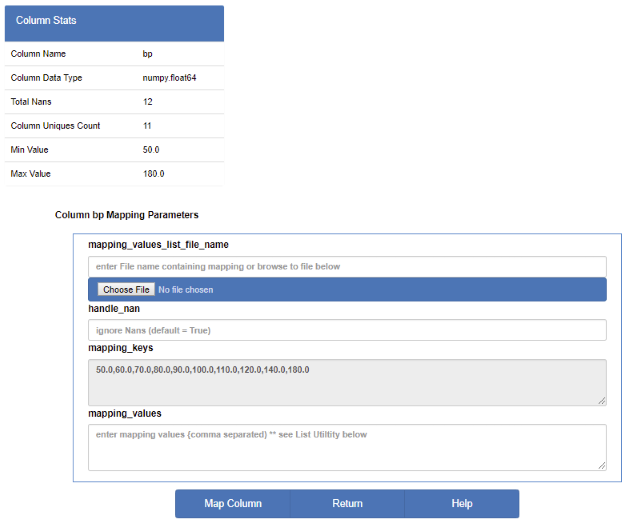 Column Stats
Column Name bp
Column Data Type numpy.float64
Total Nans 12
Column Uniques Count 11
Min Value 50.0
Max Value 180.0
Column bp Mapping Parameters
mapping_values_list_file_name
enter File name containing mapping or browse to file below
Choose File No file chosen
handle_nan
ignore Nans (default = True)
mapping_keys
50.0,60.0,70.0,80.0,90.0,100.0,110.0,120.0,140.0,180.0
mapping_values
enter mapping values (comma separated) ** see List Utiltity below
Map Column Return Help